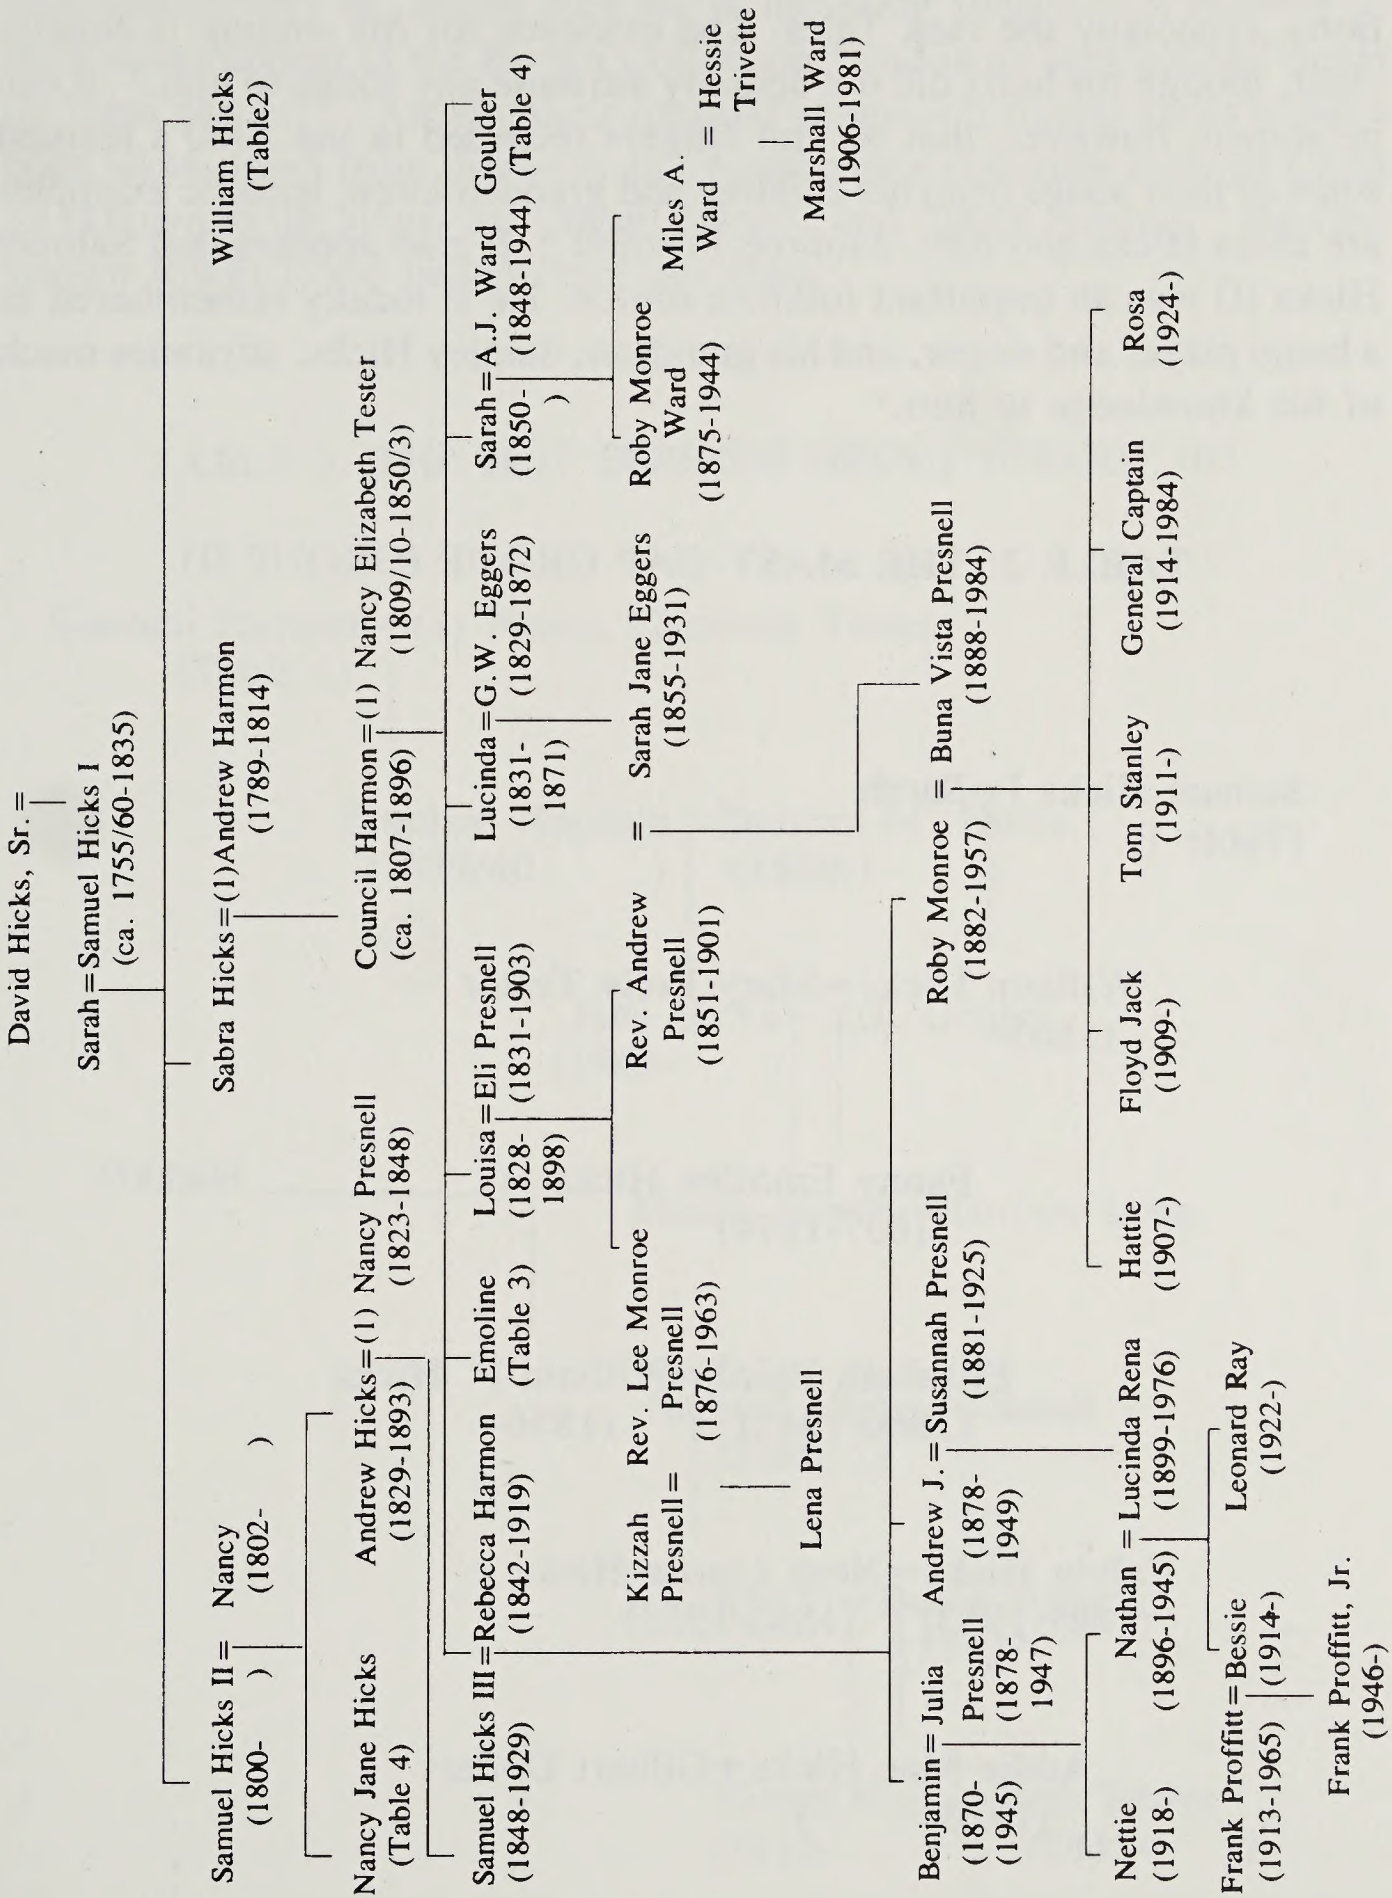 David Hicks, Sr. =
Sarah = Samuel Hicks I
(ca. 1755/60-1835)
Samuel Hicks II = Nancy
(1800- ) (1802- )
Sabra Hicks = (1) Andrew Harmon
(1789-1814)
William Hicks
(Table2)
Nancy Jane Hicks
(Table 4)
Andrew Hicks = (1) Nancy Presnell
(1829-1893) (1823-1848)
Council Harmon = (1) Nancy Elizabeth Tester
(ca. 1807-1896) (1809/10-1850/3)
Samuel Hicks III = Rebecca Harmon
(1848-1929) (1842-1919)
Emoline
(Table 3)
Louisa = Eli Presnell
(1828- (1831-1903)
1898)
Lucinda = G.W. Eggers
(1831- (1829-1872)
1871)
Sarah = A.J. Ward
(1850- (1848-1944)
)
Goulder
(Table 4)
Kizzah Rev. Lee Monroe
Presnell = Presnell
(1876-1963)
Rev. Andrew = Sarah Jane Eggers
Presnell (1855-1931)
(1851-1901)
Roby Monroe
Ward
(1875-1944)
Miles A. = Hessie
Ward Trivette
Lena Presnell
Marshall Ward
(1906-1981)
Benjamin = Julia
(1870- Presnell
(1945) (1878-
1947)
Andrew J. = Susannah Presnell
(1878- (1881-1925)
1949)
Roby Monroe = Buna Vista Presnell
(1882-1957) (1888-1984)
Nettie
(1918-)
Nathan = Lucinda Rena
(1896-1945) (1899-1976)
Hattie
(1907-)
Floyd Jack
(1909-)
Tom Stanley
(1911-)
General Captain
(1914-1984)
Rosa
(1924-)
Frank Proffitt = Bessie
(1913-1965) (1914-)
Leonard Ray
(1922-)
Frank Proffitt, Jr.
(1946-)